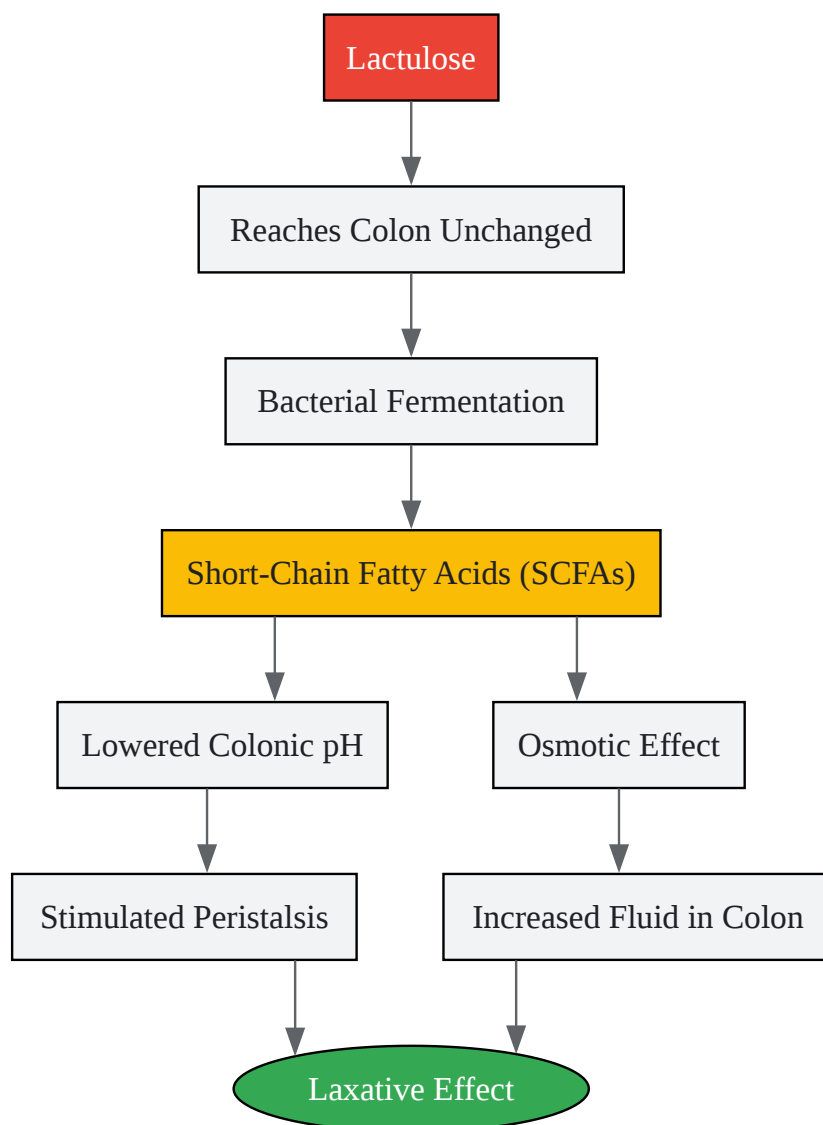 Lactulose
Reaches Colon Unchanged
Bacterial Fermentation
Short-Chain Fatty Acids (SCFAs)
Lowered Colonic pH
Osmotic Effect
Stimulated Peristalsis
Increased Fluid in Colon
Laxative Effect